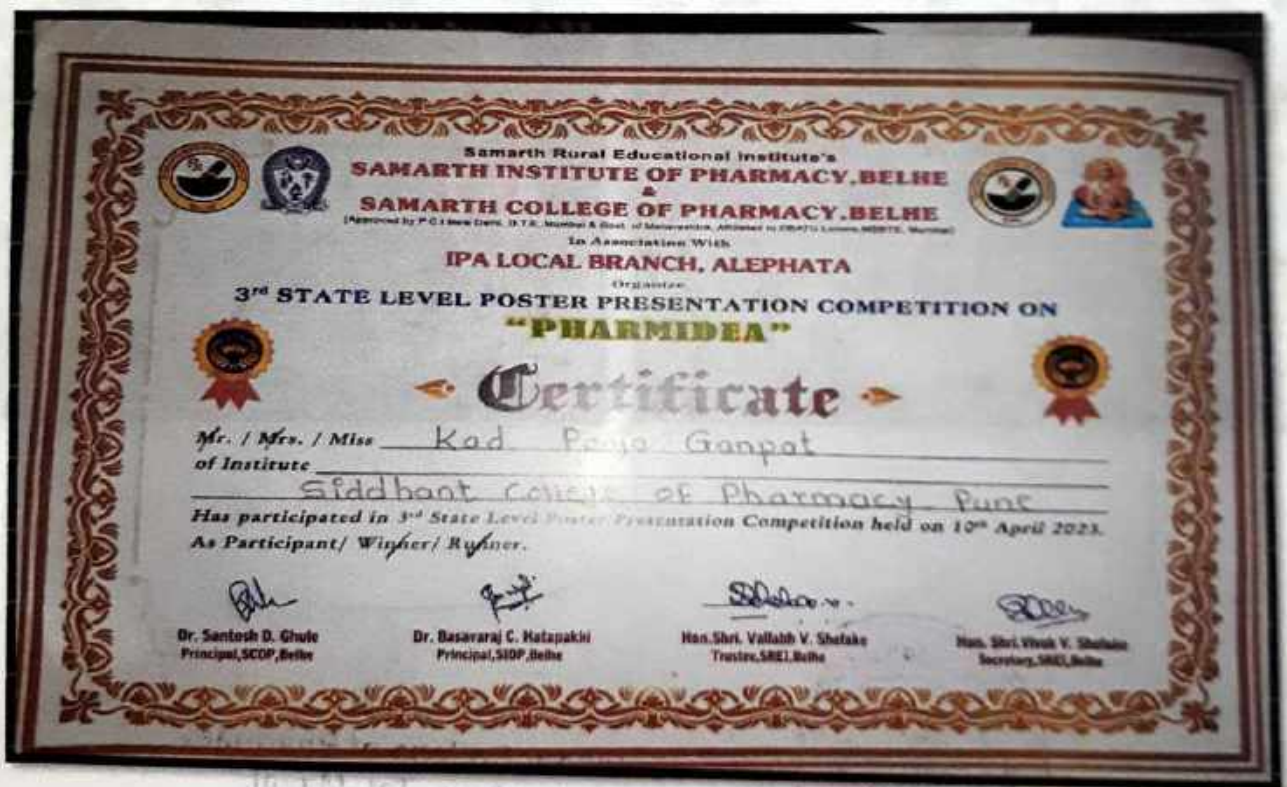 Samarth Rural Educational Institute's
SAMARTH INSTITUTE OF PHARMACY, BELHE
&
SAMARTH COLLEGE OF PHARMACY, BELHE
In Association With
IPA LOCAL BRANCH, ALEPHATA
Organize
3rd STATE LEVEL POSTER PRESENTATION COMPETITION ON
"PHARMIDEA"
Certificate
Mr. / Mrs. / Miss Kad Ganpat
of Institute
Siddhant College of Pharmacy Pune
Has participated in 3rd State Level Poster Presentation Competition held on 10th April 2023.
As Participant/ Winner/ Runner.
Dr. Santosh D. Ghule Dr. Basavaraj C. Hatapakki Hon. Shri. Vallabh V. Shelake Hon. Shri. Vivek V. Shelake
Principal, SCOP, Belhe Principal, SIOP, Belhe Trustee, SREI, Belhe Secretary, SREI, Belhe